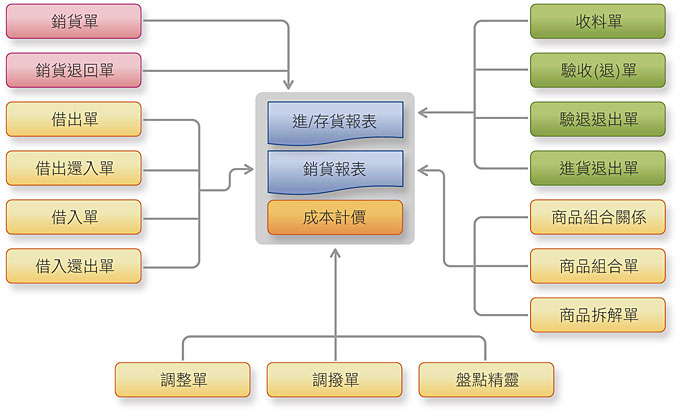 銷貨單
銷貨退回單
借出單
借出還入單
借入單
借入還出單
進/存貨報表
銷貨報表
成本計價
收料單
驗收(退)單
驗退退出單
進貨退出單
商品組合關係
商品組合單
商品拆解單
調整單
調撥單
盤點精靈